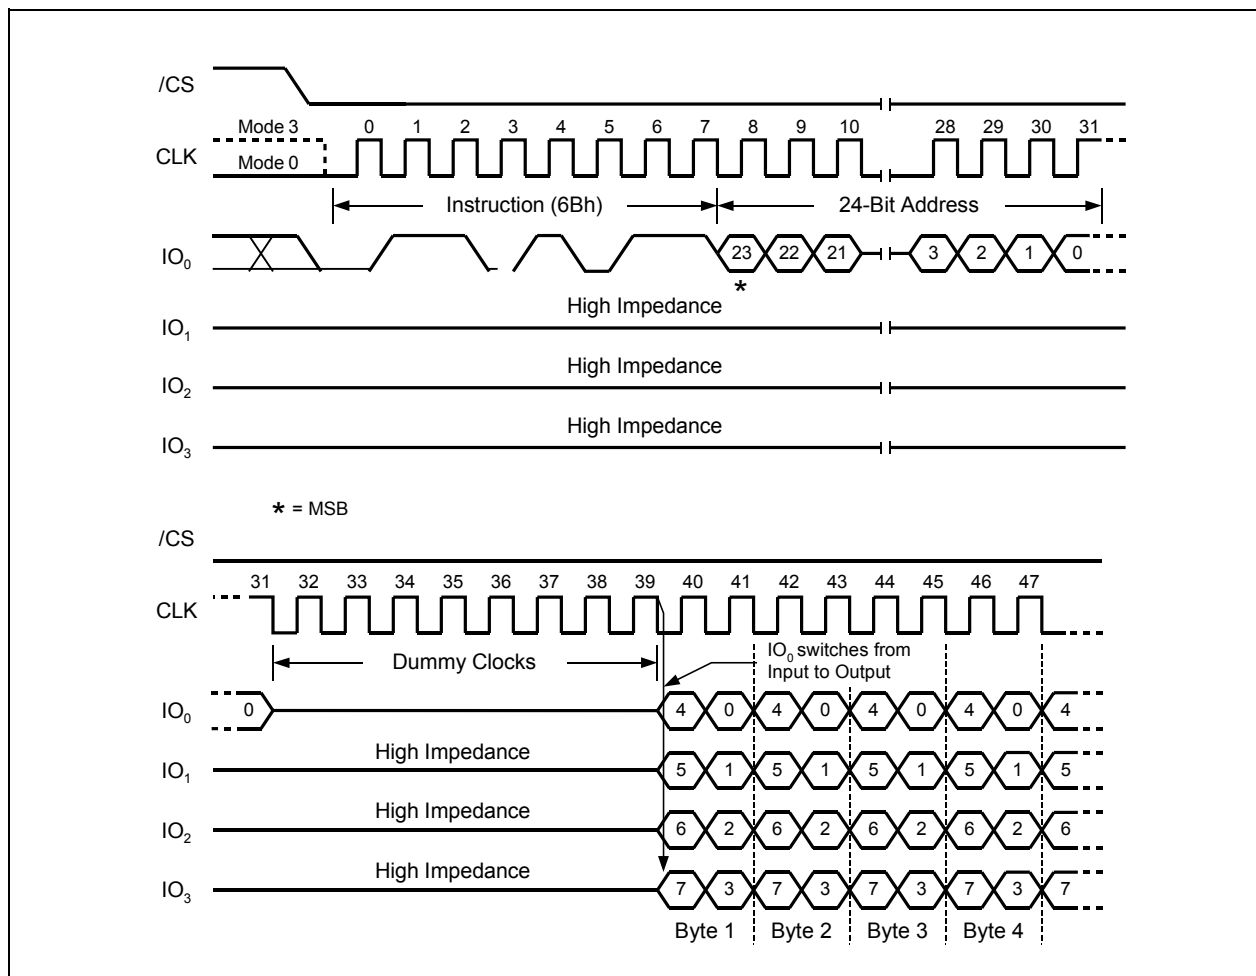 /CS
Mode 3 0 1 2 3 4 5 6 7 8 9 10 28 29 30 31
CLK
Mode 0
Instruction (6Bh) 24-Bit Address
IO0 23 22 21 3 2 1 0
*
High Impedance
IO1
High Impedance
IO2
High Impedance
IO3
* = MSB
/CS
31 32 33 34 35 36 37 38 39 40 41 42 43 44 45 46 47
CLK
Dummy Clocks
IO0 switches from
Input to Output
IO0 0 4 0 4 0 4 0 4 0 4
High Impedance
IO1 5 1 5 1 5 1 5 1 5
High Impedance
IO2 6 2 6 2 6 2 6 2 6
High Impedance
IO3 7 3 7 3 7 3 7 3 7
Byte 1 Byte 2 Byte 3 Byte 4